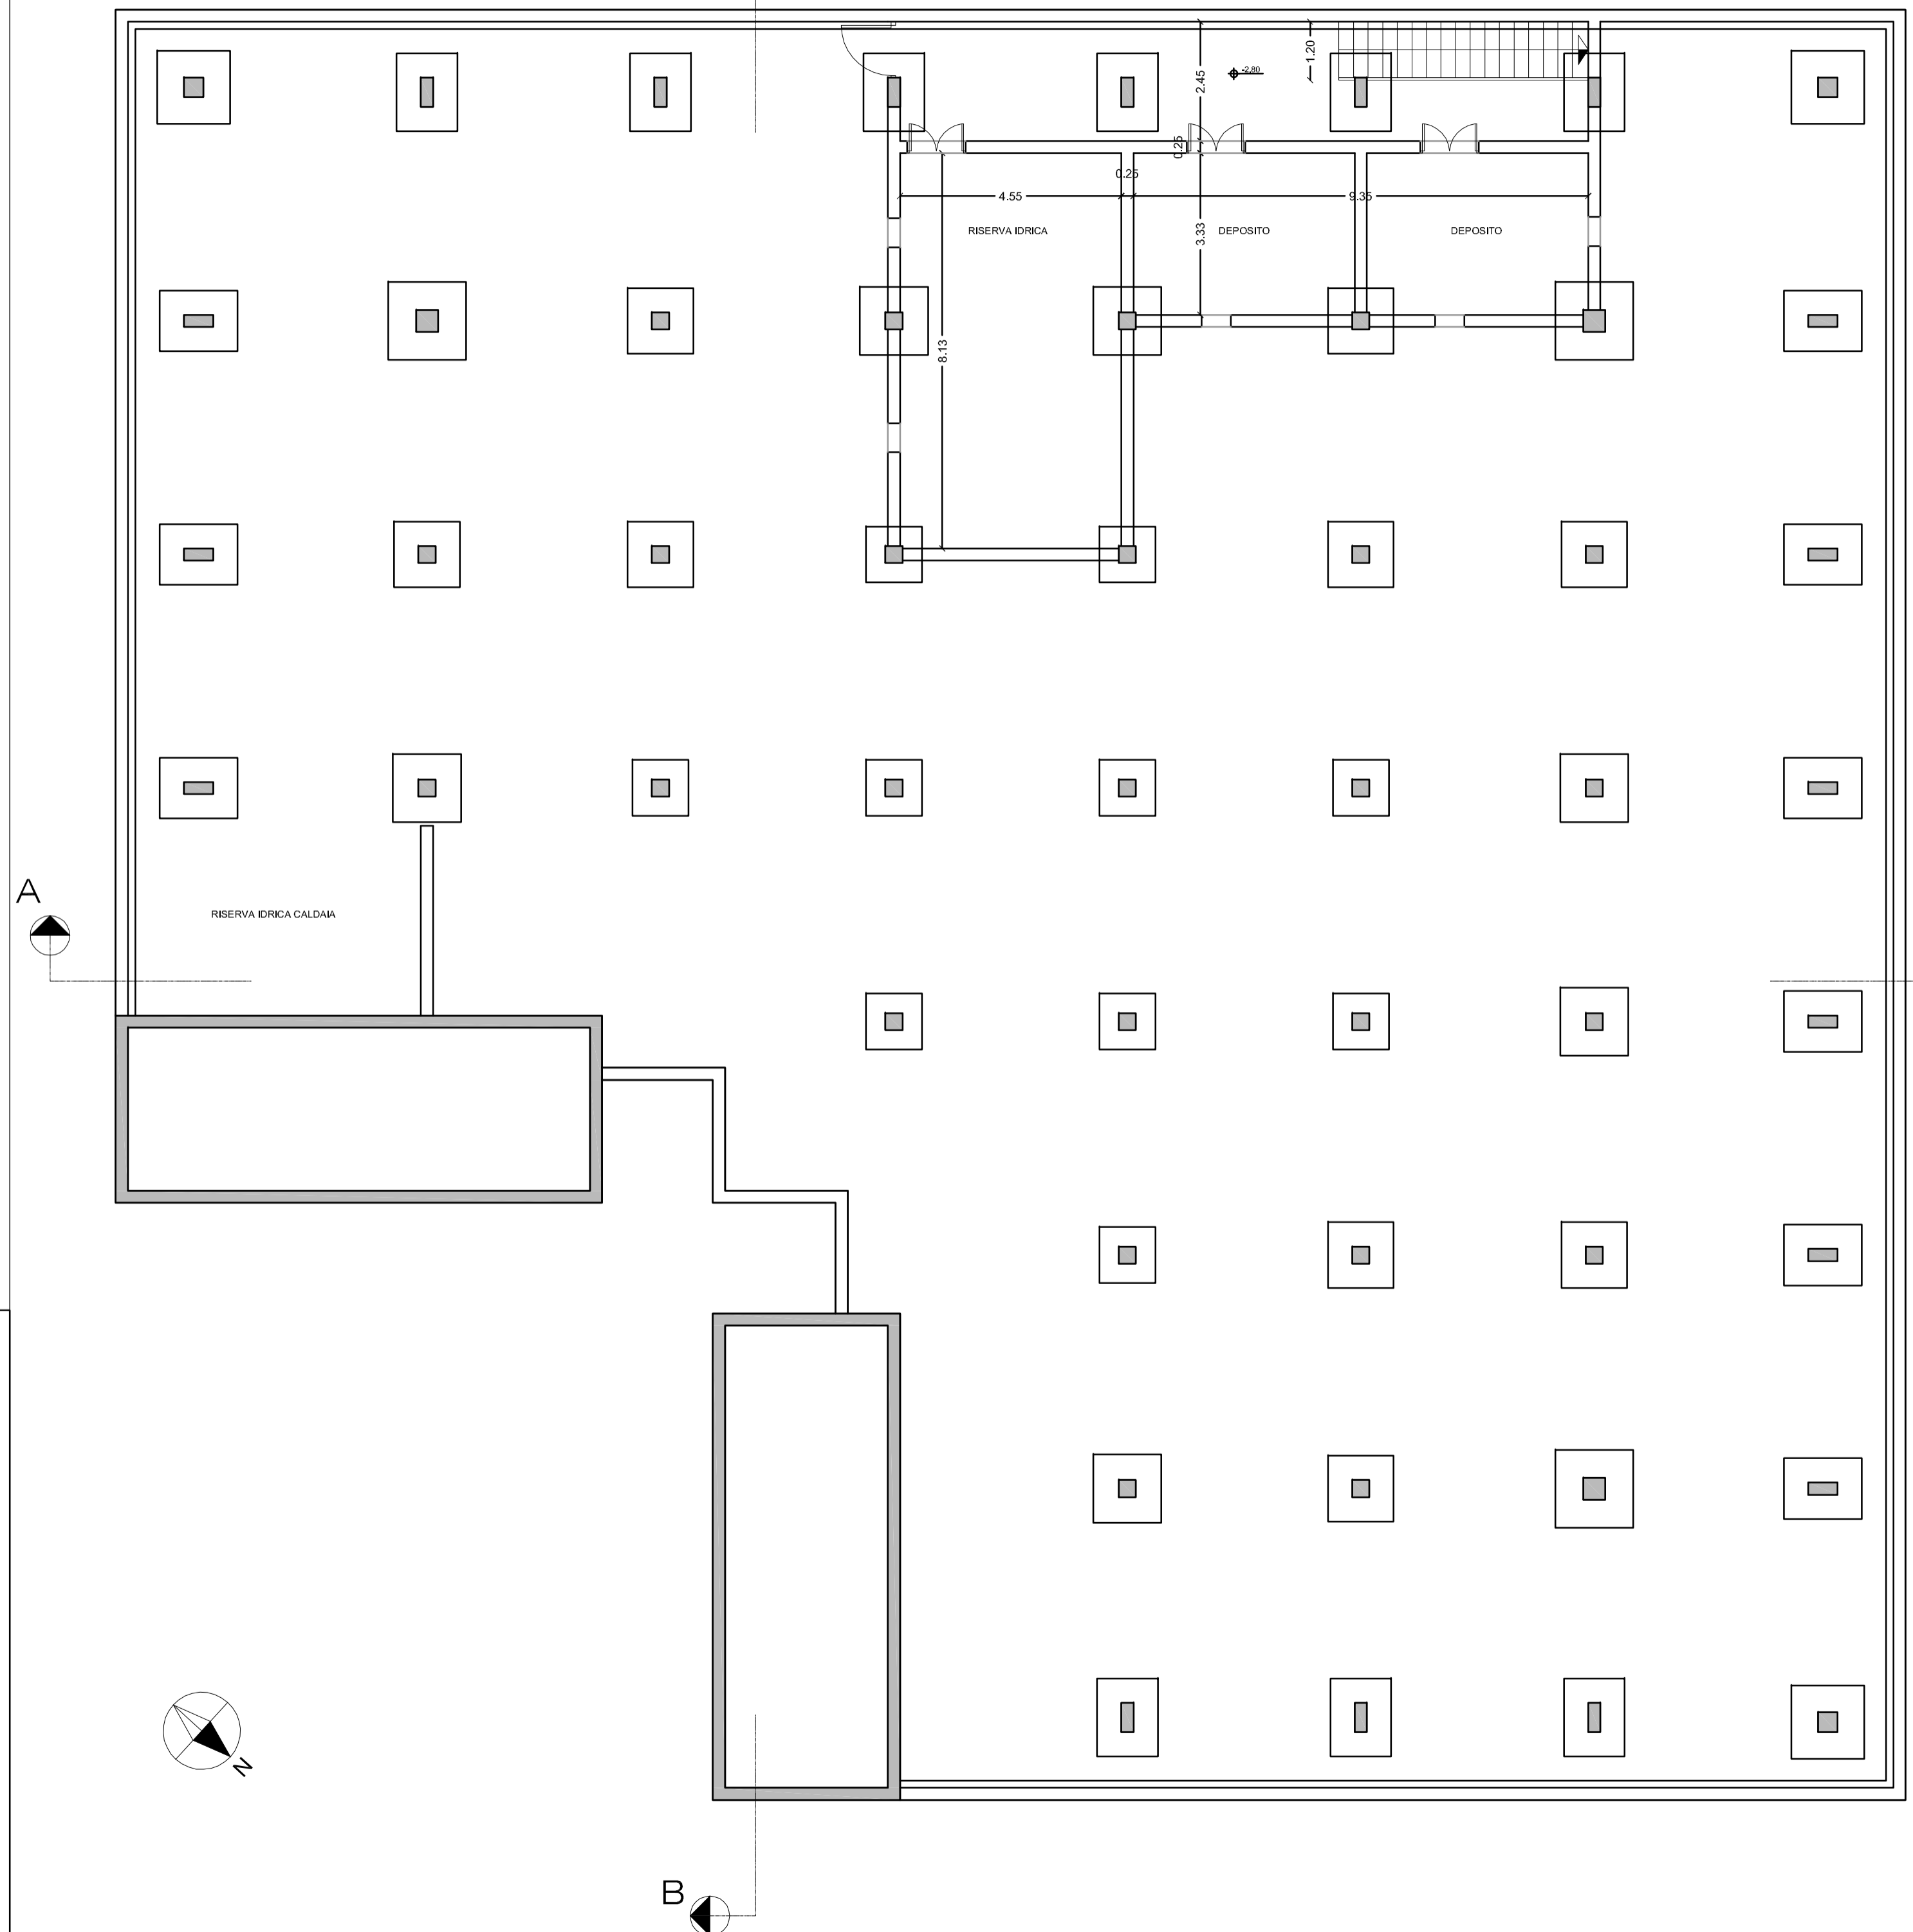 1.20
2.45
-2.80
0.25
0.25
4.55
9.35
3.33
RISERVA IDRICA
DEPOSITO
DEPOSITO
8.13
A
RISERVA IDRICA CALDAIA
N
B